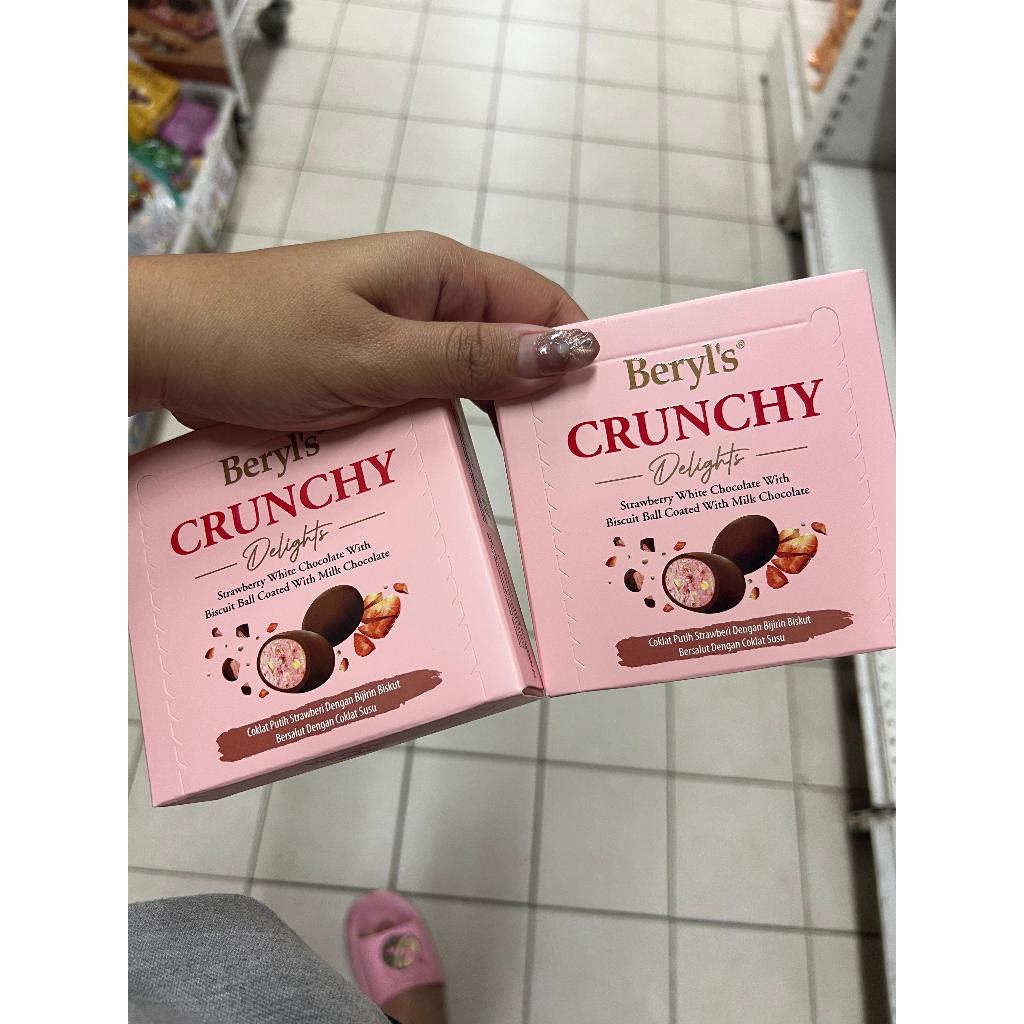 Beryl's
CRUNCHY
Delights
Strawberry White Chocolate With
Biscuit Ball Coated With Milk Chocolate
Coklat Putih Strawberi Dengan Bijirin Biskut
Bersalut Dengan Coklat Susu
Beryl's®
CRUNCHY
Delights
Strawberry White Chocolate With
Biscuit Ball Coated With Milk Chocolate
Coklat Putih Strawberi Dengan Bijirin Biskut
Bersalut Dengan Coklat Susu